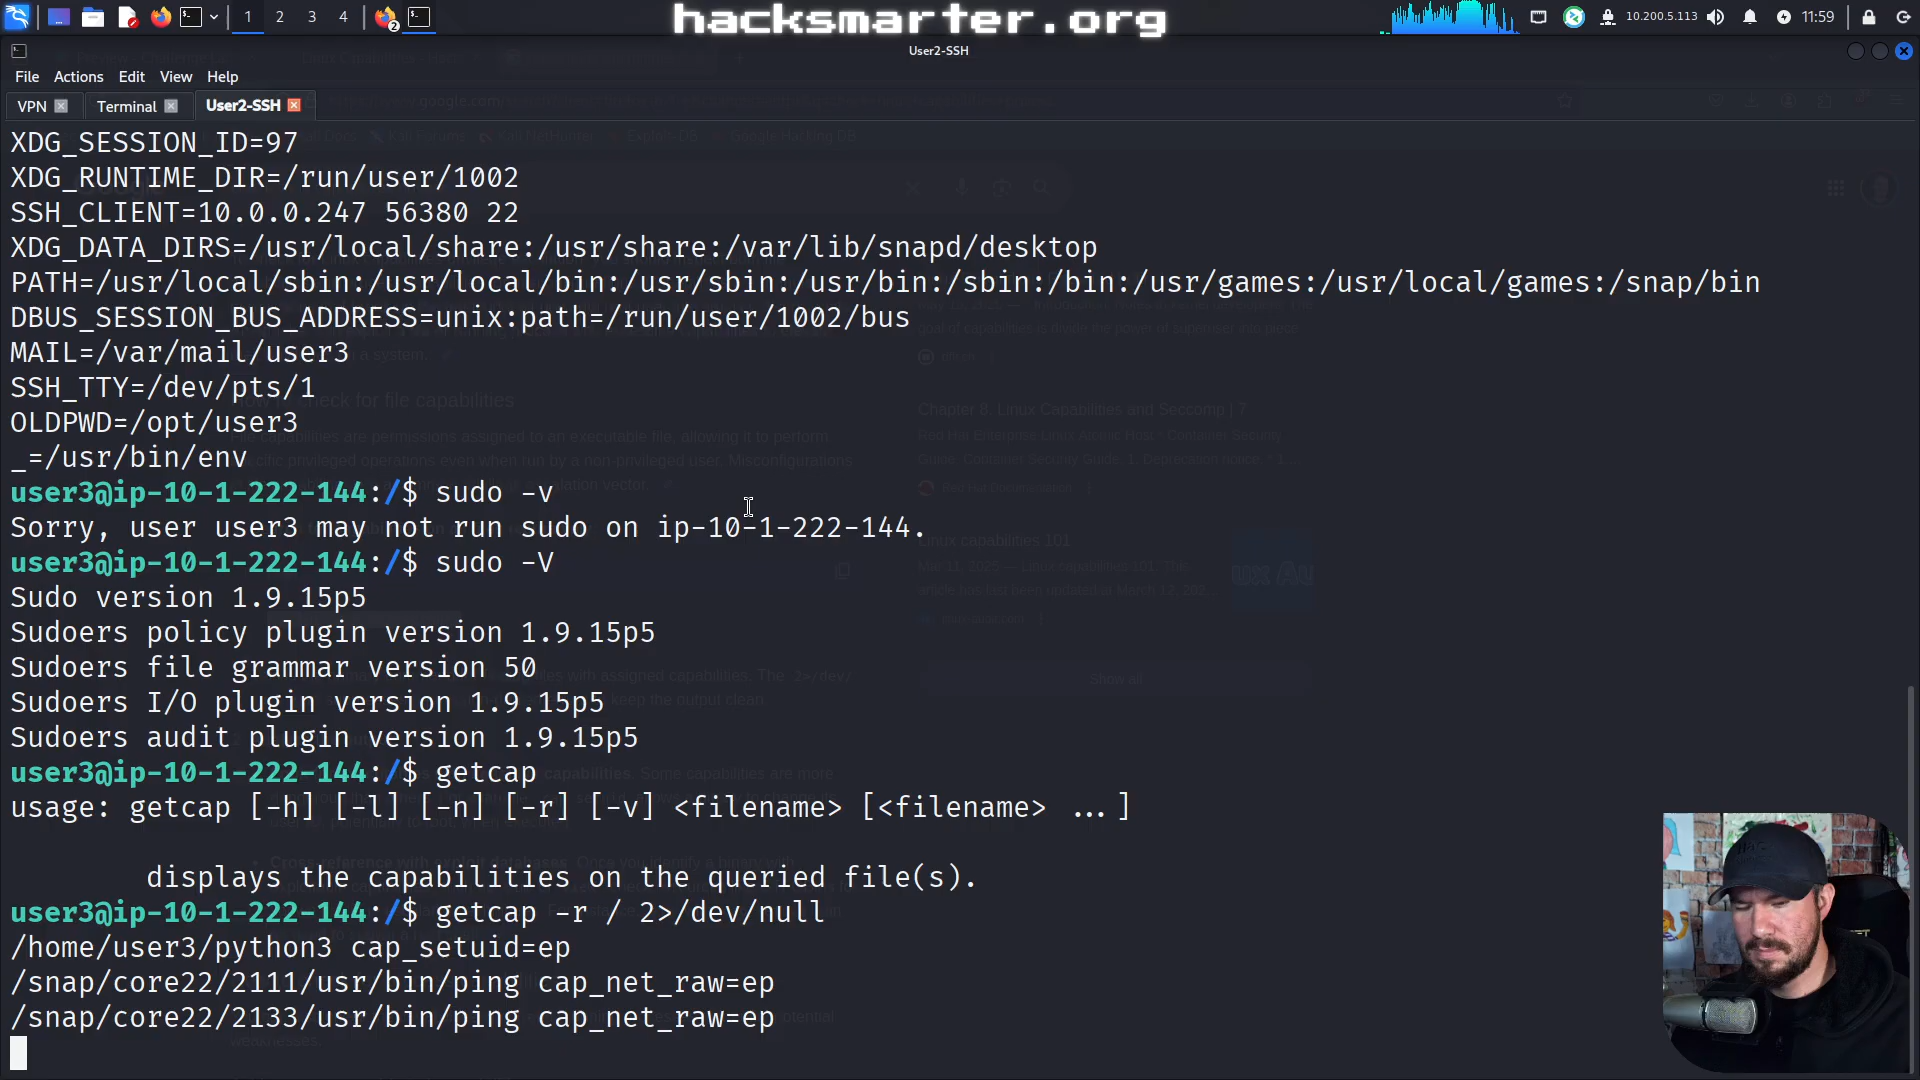 hacksmarter.org
1 2 3 4
2
10.200.5.113
11:59
User2-SSH
File Actions Edit View Help
VPN Terminal User2-SSH
XDG_SESSION_ID=97
XDG_RUNTIME_DIR=/run/user/1002
SSH_CLIENT=10.0.0.247 56380 22
XDG_DATA_DIRS=/usr/local/share:/usr/share:/var/lib/snapd/desktop
PATH=/usr/local/sbin:/usr/local/bin:/usr/sbin:/usr/bin:/sbin:/bin:/usr/games:/usr/local/games:/snap/bin
DBUS_SESSION_BUS_ADDRESS=unix:path=/run/user/1002/bus
MAIL=/var/mail/user3
SSH_TTY=/dev/pts/1
OLDPWD=/opt/user3
_=/usr/bin/env
user3@ip-10-1-222-144:/$ sudo -v
Sorry, user user3 may not run sudo on ip-10-1-222-144.
user3@ip-10-1-222-144:/$ sudo -V
Sudo version 1.9.15p5
Sudoers policy plugin version 1.9.15p5
Sudoers file grammar version 50
Sudoers I/O plugin version 1.9.15p5
Sudoers audit plugin version 1.9.15p5
user3@ip-10-1-222-144:/$ getcap
usage: getcap [-h] [-l] [-n] [-r] [-v] <filename> [<filename> ...]
displays the capabilities on the queried file(s).
user3@ip-10-1-222-144:/$ getcap -r / 2>/dev/null
/home/user3/python3 cap_setuid=ep
/snap/core22/2111/usr/bin/ping cap_net_raw=ep
/snap/core22/2133/usr/bin/ping cap_net_raw=ep